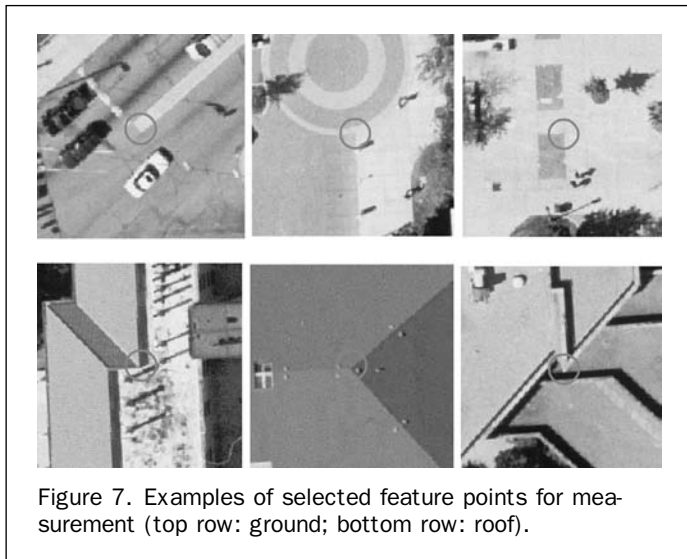 Figure 7. Examples of selected feature points for mea-
surement (top row: ground; bottom row: roof).